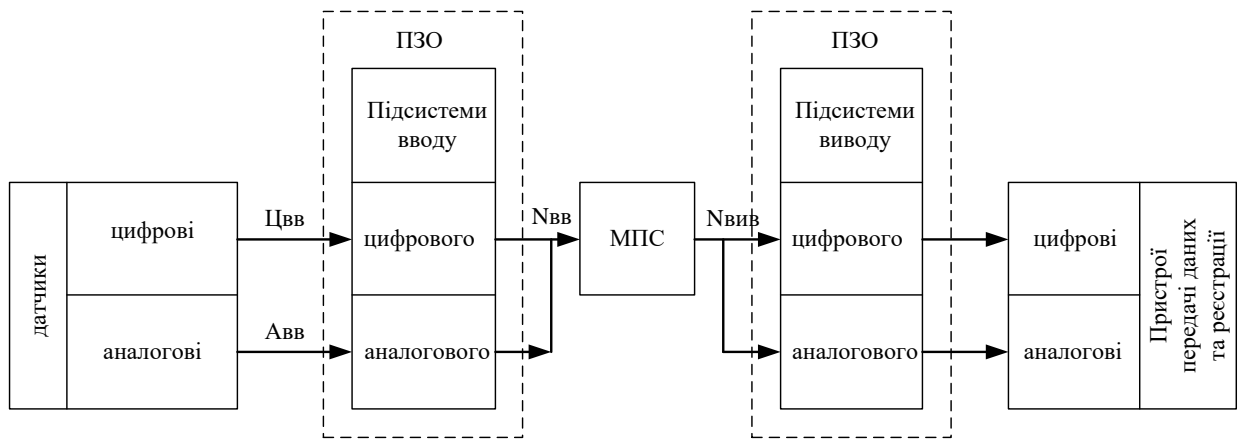 ПЗО
ПЗО
Підсистеми
вводу
Підсистеми
виводу
датчики
цифрові
Цвв
цифрового
Nвв
МПС
Nвив
цифрового
цифрові
аналогові
Авв
аналогового
аналогового
аналогові
Пристрої
передачі даних
та реєстрації